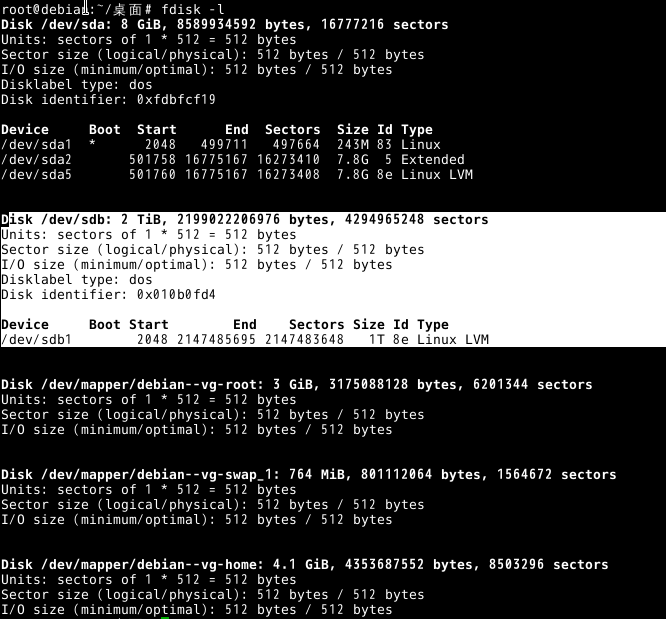 root@debian:~/桌面# fdisk -l
Disk /dev/sda: 8 GiB, 8589934592 bytes, 16777216 sectors
Units: sectors of 1 * 512 = 512 bytes
Sector size (logical/physical): 512 bytes / 512 bytes
I/O size (minimum/optimal): 512 bytes / 512 bytes
Disklabel type: dos
Disk identifier: 0xfdbfcf19
Device     Boot  Start      End  Sectors  Size Id Type
/dev/sda1  *      2048   499711   497664  243M 83 Linux
/dev/sda2       501758 16775167 16273410  7.8G  5 Extended
/dev/sda5       501760 16775167 16273408  7.8G 8e Linux LVM
Disk /dev/sdb: 2 TiB, 2199022206976 bytes, 4294965248 sectors
Units: sectors of 1 * 512 = 512 bytes
Sector size (logical/physical): 512 bytes / 512 bytes
I/O size (minimum/optimal): 512 bytes / 512 bytes
Disklabel type: dos
Disk identifier: 0x010b0fd4
Device     Boot Start        End    Sectors Size Id Type
/dev/sdb1        2048 2147485695 2147483648   1T 8e Linux LVM
Disk /dev/mapper/debian--vg-root: 3 GiB, 3175088128 bytes, 6201344 sectors
Units: sectors of 1 * 512 = 512 bytes
Sector size (logical/physical): 512 bytes / 512 bytes
I/O size (minimum/optimal): 512 bytes / 512 bytes
Disk /dev/mapper/debian--vg-swap_1: 764 MiB, 801112064 bytes, 1564672 sectors
Units: sectors of 1 * 512 = 512 bytes
Sector size (logical/physical): 512 bytes / 512 bytes
I/O size (minimum/optimal): 512 bytes / 512 bytes
Disk /dev/mapper/debian--vg-home: 4.1 GiB, 4353687552 bytes, 8503296 sectors
Units: sectors of 1 * 512 = 512 bytes
Sector size (logical/physical): 512 bytes / 512 bytes
I/O size (minimum/optimal): 512 bytes / 512 bytes